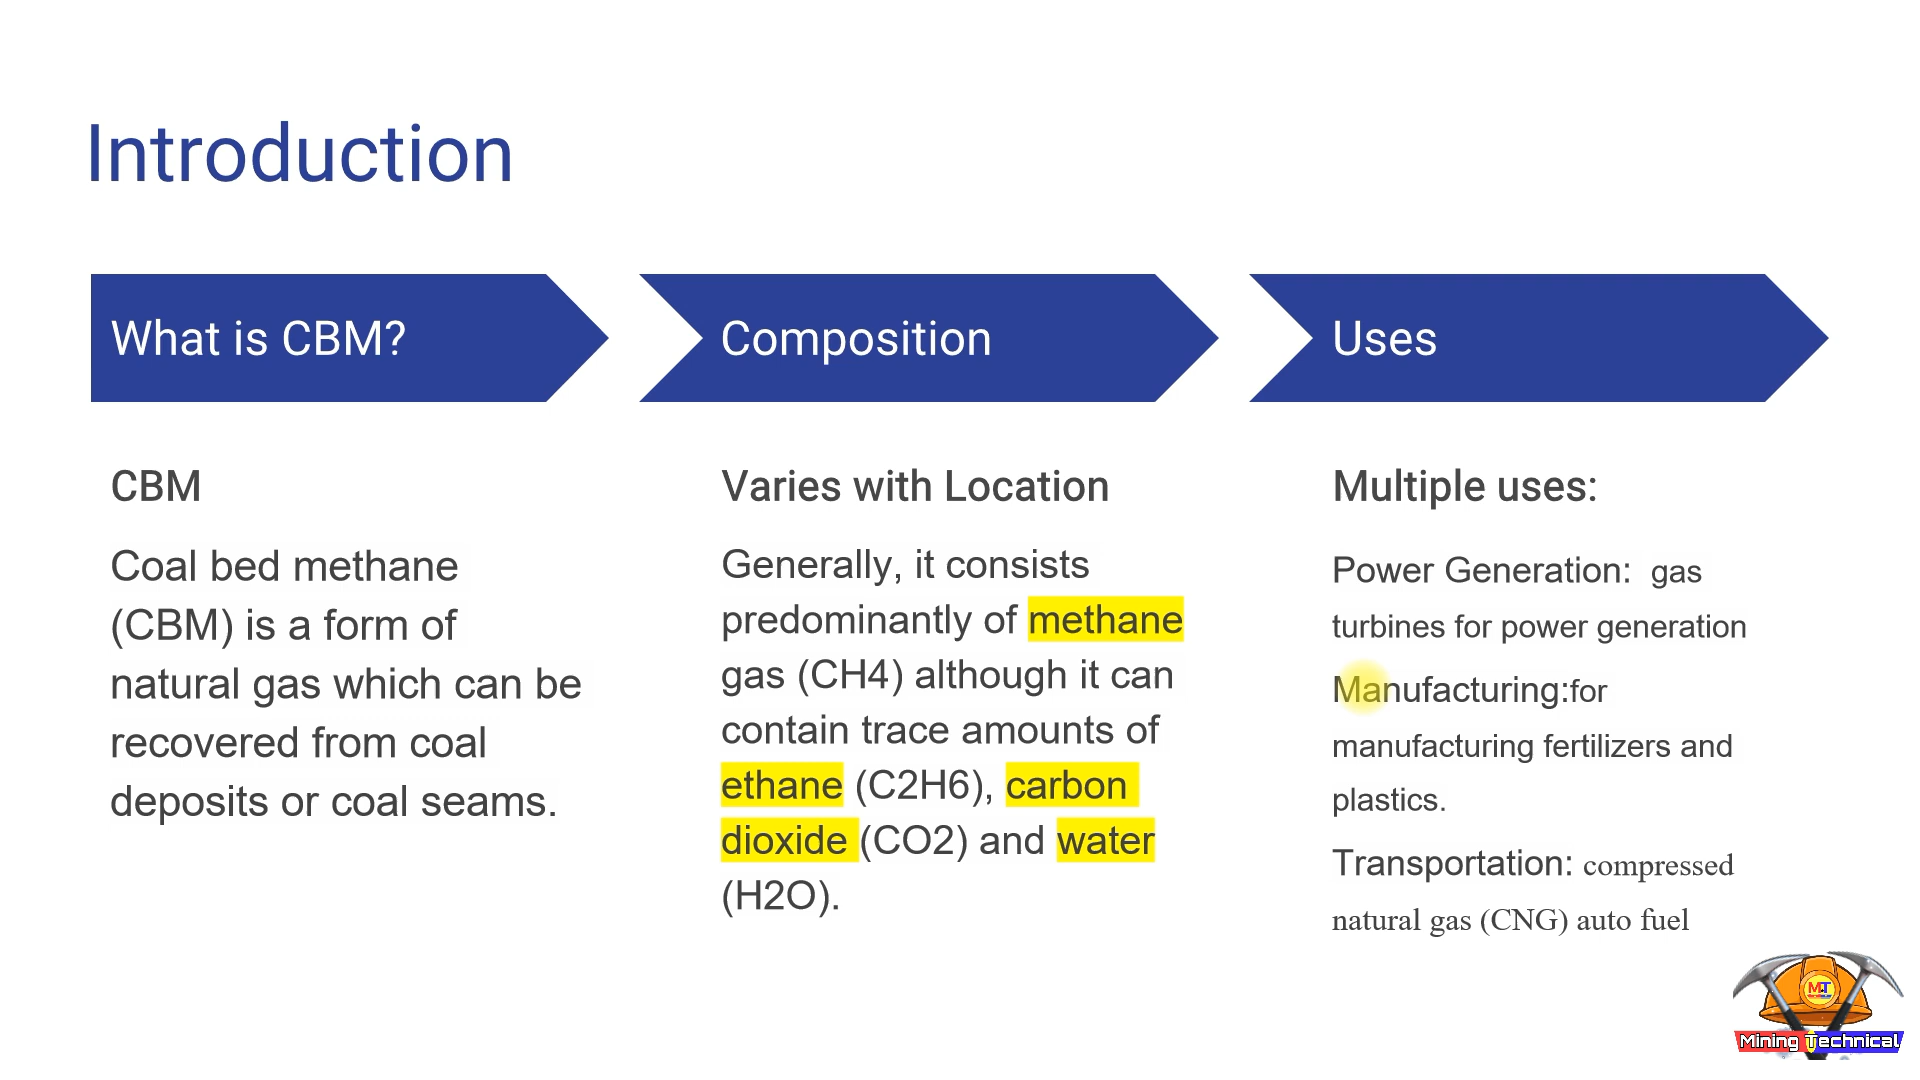 Introduction
What is CBM?
Composition
Uses
CBM
Coal bed methane
(CBM) is a form of
natural gas which can be
recovered from coal
deposits or coal seams.
Varies with Location
Generally, it consists
predominantly of methane
gas (CH4) although it can
contain trace amounts of
ethane (C2H6), carbon
dioxide (CO2) and water
(H2O).
Multiple uses:
Power Generation: gas
turbines for power generation
Manufacturing:for
manufacturing fertilizers and
plastics.
Transportation: compressed
natural gas (CNG) auto fuel
MT
Mining Technical